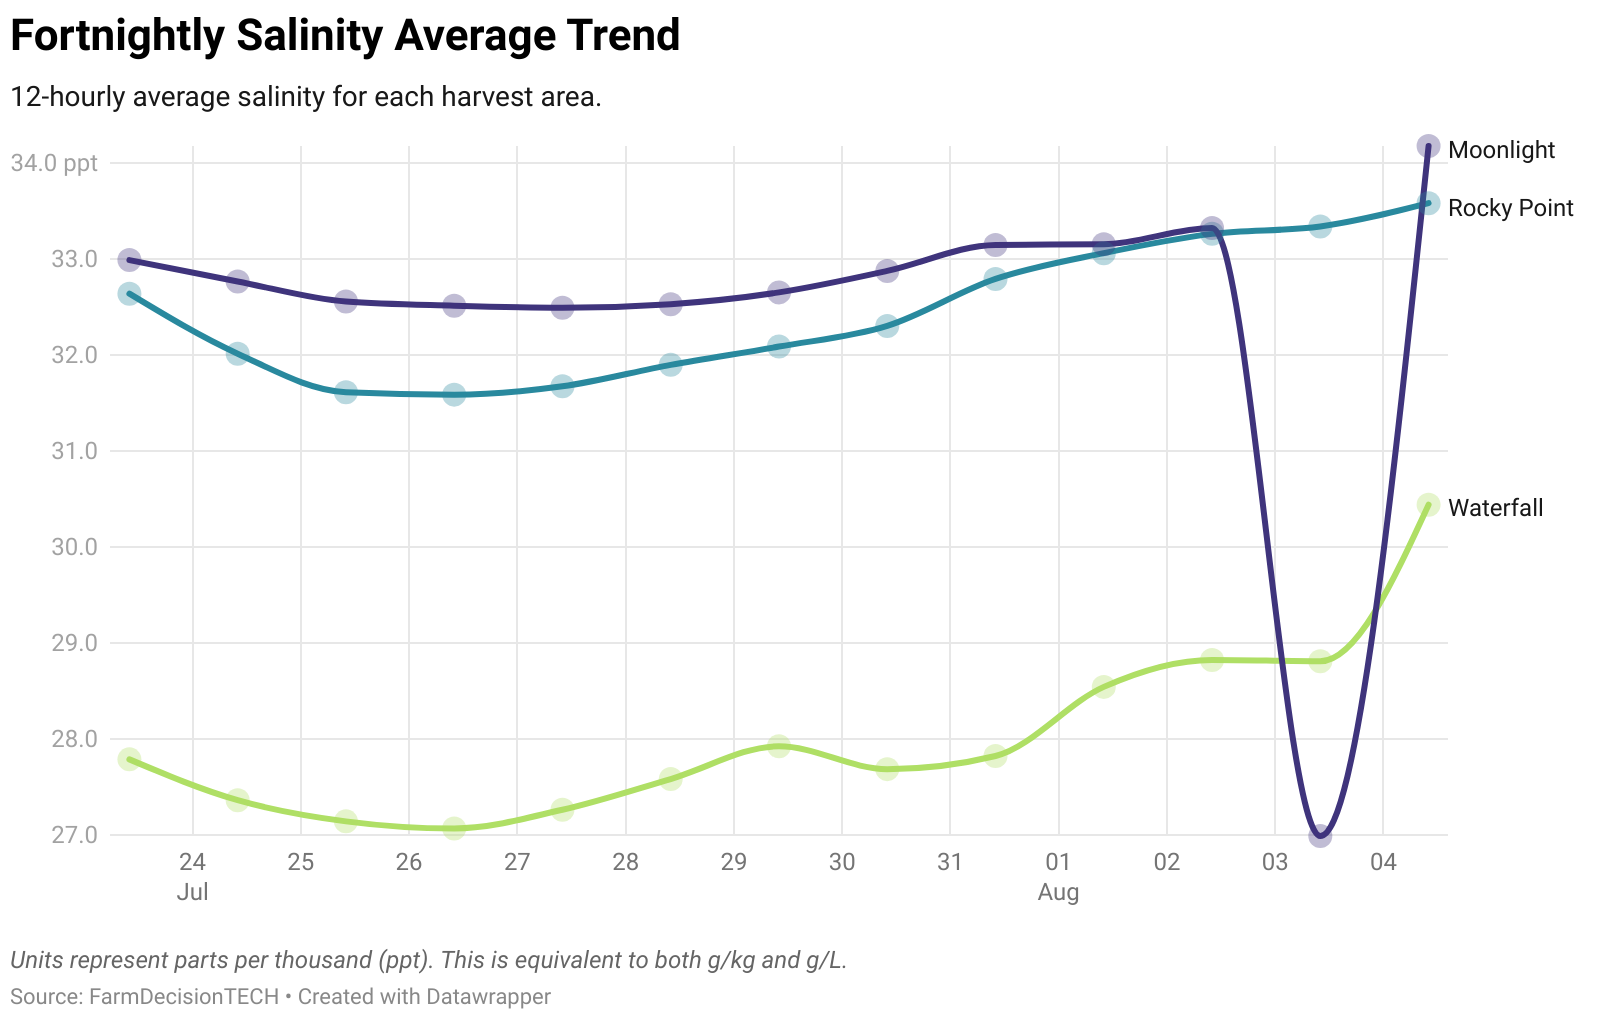 Fortnightly Salinity Average Trend
12-hourly average salinity for each harvest area.
34.0 ppt
33.0
32.0
31.0
30.0
29.0
28.0
27.0
Moonlight
Rocky Point
Waterfall
24 25 26 27 28 29 30 31 01 02 03 04
Jul Aug
Units represent parts per thousand (ppt). This is equivalent to both g/kg and g/L.
Source: FarmDecisionTECH • Created with Datawrapper